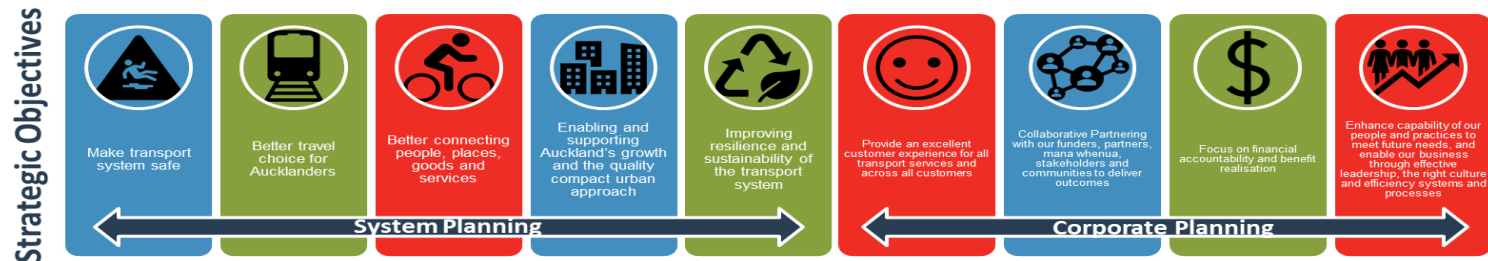 Strategic Objectives
Make transport
system safe
Better travel
choice for
Aucklanders
Better connecting
people, places,
goods and
services
Enabling and
supporting
Auckland's growth
and the quality
compact urban
approach
Improving
resilience and
sustainability of
the transport
system
Provide an excellent
customer experience for all
transport services and
across all customers
Collaborative Partnering
with our funders, partners,
mana whenua,
stakeholders and
communities to deliver
outcomes
Focus on financial
accountability and benefit
realisation
Enhance capability of our
people and practices to
meet future needs, and
enable our business
through effective
leadership, the right culture
and efficiency systems and
processes
System Planning
Corporate Planning